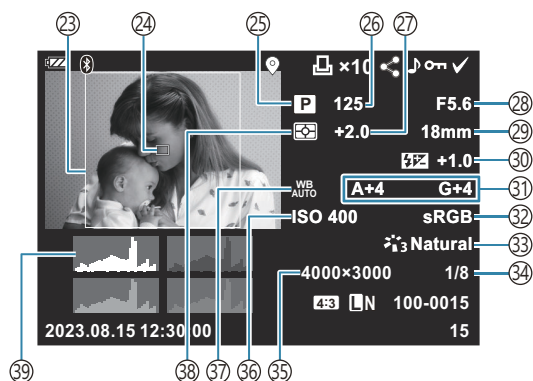 23 24 25 26 27
×10
P 125 F5.6 28
+2.0 18mm 29
+1.0 30
WB AUTO A+4 G+4 31
ISO 400 sRGB 32
3 Natural 33
4000×3000 1/8 34
4:3 L N 100-0015
2023.08.15 12:30:00 15
39 38 37 36 35